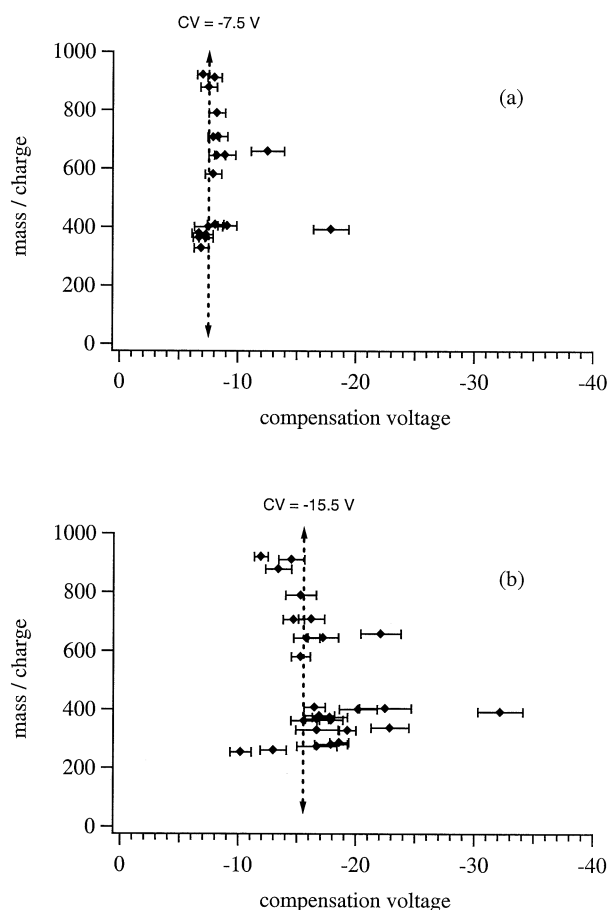 CV = -7.5 V
1000
800
600
400
200
0
mass / charge
(a)
0 -10 -20 -30 -40
compensation voltage
CV = -15.5 V
1000
800
600
400
200
0
mass / charge
(b)
0 -10 -20 -30 -40
compensation voltage